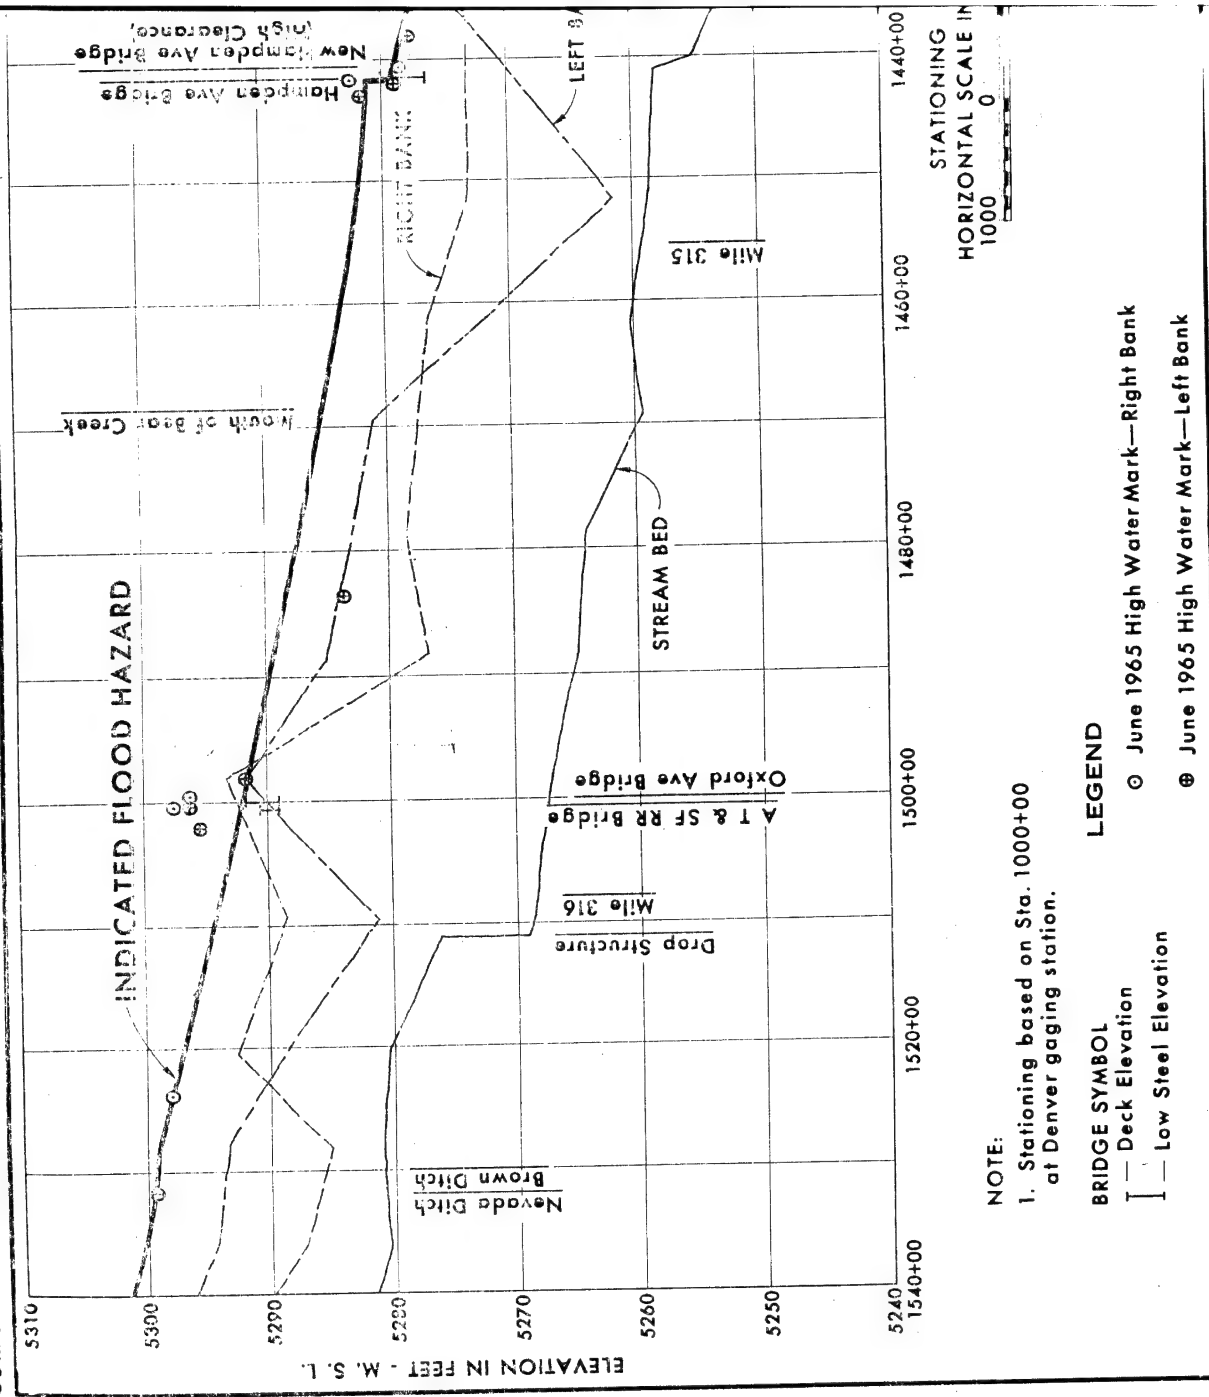 INDICATED FLOOD HAZARD
New Hampden Ave Bridge
(High Clearance)
Hampden Ave Bridge
RIGHT BANK
LEFT
Mouth of Bear Creek
Mile 315
STREAM BED
Oxford Ave Bridge
A T & SF RR Bridge
Mile 316
Drop Structure
Brown Ditch
Nevada Ditch
ELEVATION IN FEET - M. S. L.
5310
5300
5290
5280
5270
5260
5250
5240
1540+00
1520+00
1500+00
1480+00
1460+00
1440+00
STATIONING
HORIZONTAL SCALE IN
1000 0
NOTE:
1. Stationing based on Sta. 1000+00
at Denver gaging station.
LEGEND
BRIDGE SYMBOL
Deck Elevation
Low Steel Elevation
June 1965 High Water Mark—Right Bank
June 1965 High Water Mark—Left Bank